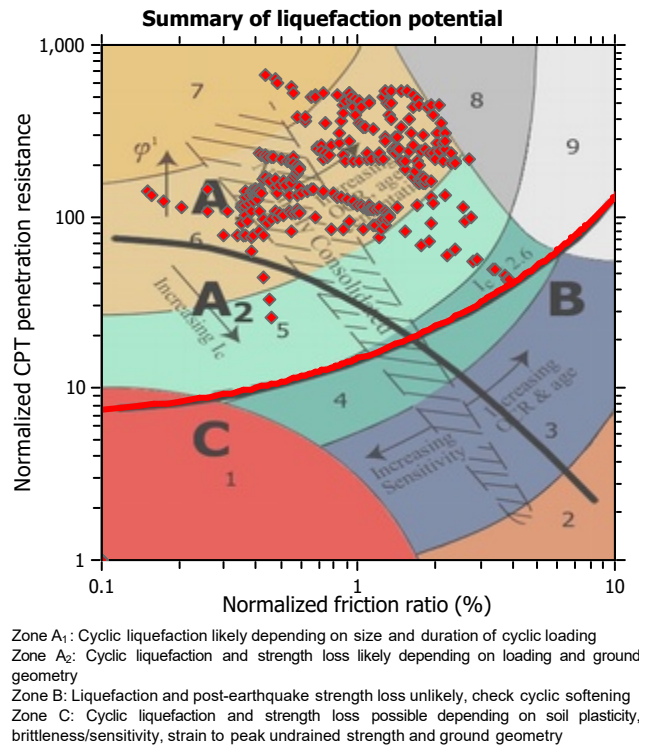 Summary of liquefaction potential
1,000
100
10
1
0.1
1
10
Normalized CPT penetration resistance
Normalized friction ratio (%)
7
8
9
φ'
A
6
Consolidated
2.6
B
A2
5
Increasing Ic
4
Increasing
OCR & age
3
Increasing
Sensitivity
C
1
2
Zone A1: Cyclic liquefaction likely depending on size and duration of cyclic loading
Zone A2: Cyclic liquefaction and strength loss likely depending on loading and ground
geometry
Zone B: Liquefaction and post-earthquake strength loss unlikely, check cyclic softening
Zone C: Cyclic liquefaction and strength loss possible depending on soil plasticity,
brittleness/sensitivity, strain to peak undrained strength and ground geometry